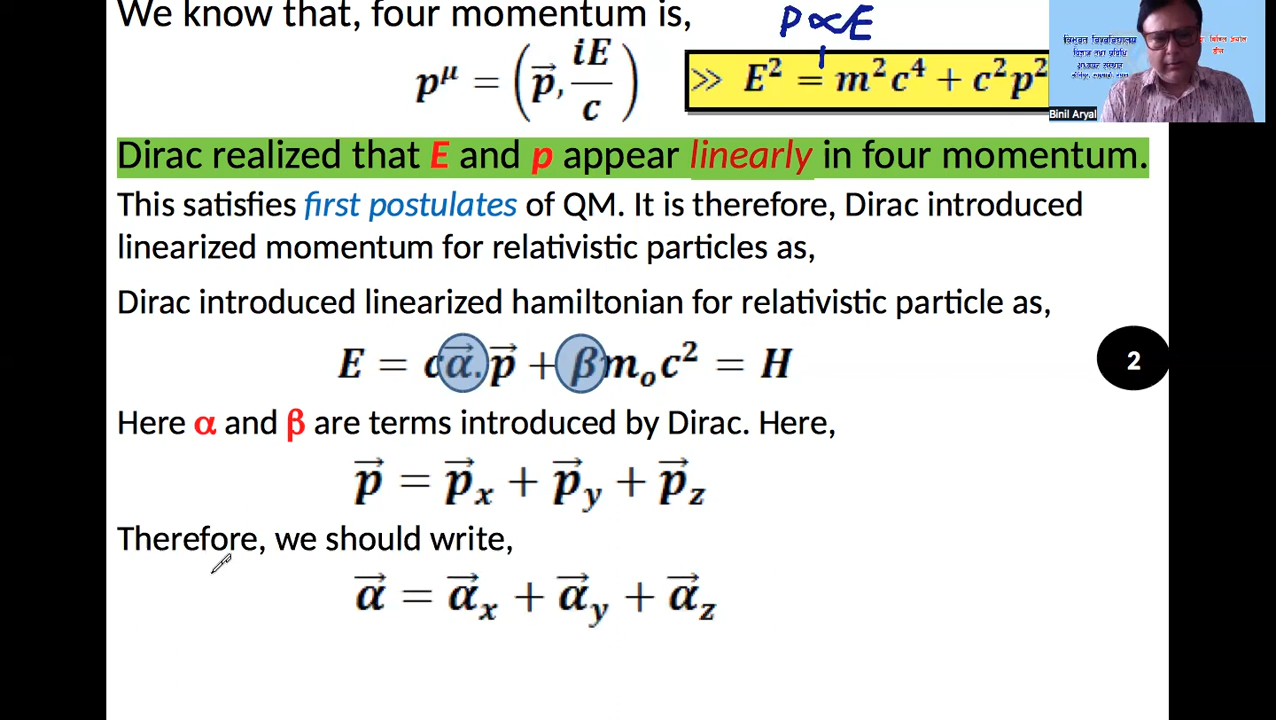 We know that, four momentum is,
P ∝ E
p^μ = (p⃗, iE/c)
>> E² = m²c⁴ + c²p²
Binil Aryal
Dirac realized that E and p appear linearly in four momentum.
This satisfies first postulates of QM. It is therefore, Dirac introduced
linearized momentum for relativistic particles as,
Dirac introduced linearized hamiltonian for relativistic particle as,
E = cα⃗.p⃗ + βm₀c² = H
2
Here α and β are terms introduced by Dirac. Here,
p⃗ = p⃗ₓ + p⃗_y + p⃗_z
Therefore, we should write,
α⃗ = α⃗ₓ + α⃗_y + α⃗_z